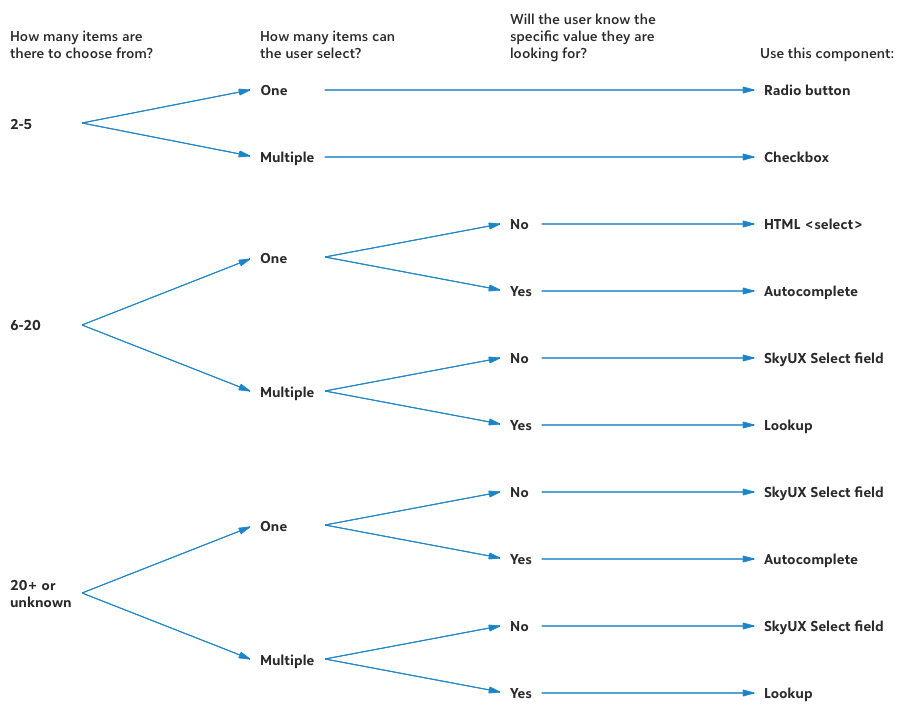 How many items are
there to choose from?
How many items can
the user select?
Will the user know the
specific value they are
looking for?
Use this component:
2-5
One
Radio button
Multiple
Checkbox
6-20
One
No
HTML <select>
Yes
Autocomplete
Multiple
No
SkyUX Select field
Yes
Lookup
20+ or
unknown
One
No
SkyUX Select field
Yes
Autocomplete
Multiple
No
SkyUX Select field
Yes
Lookup